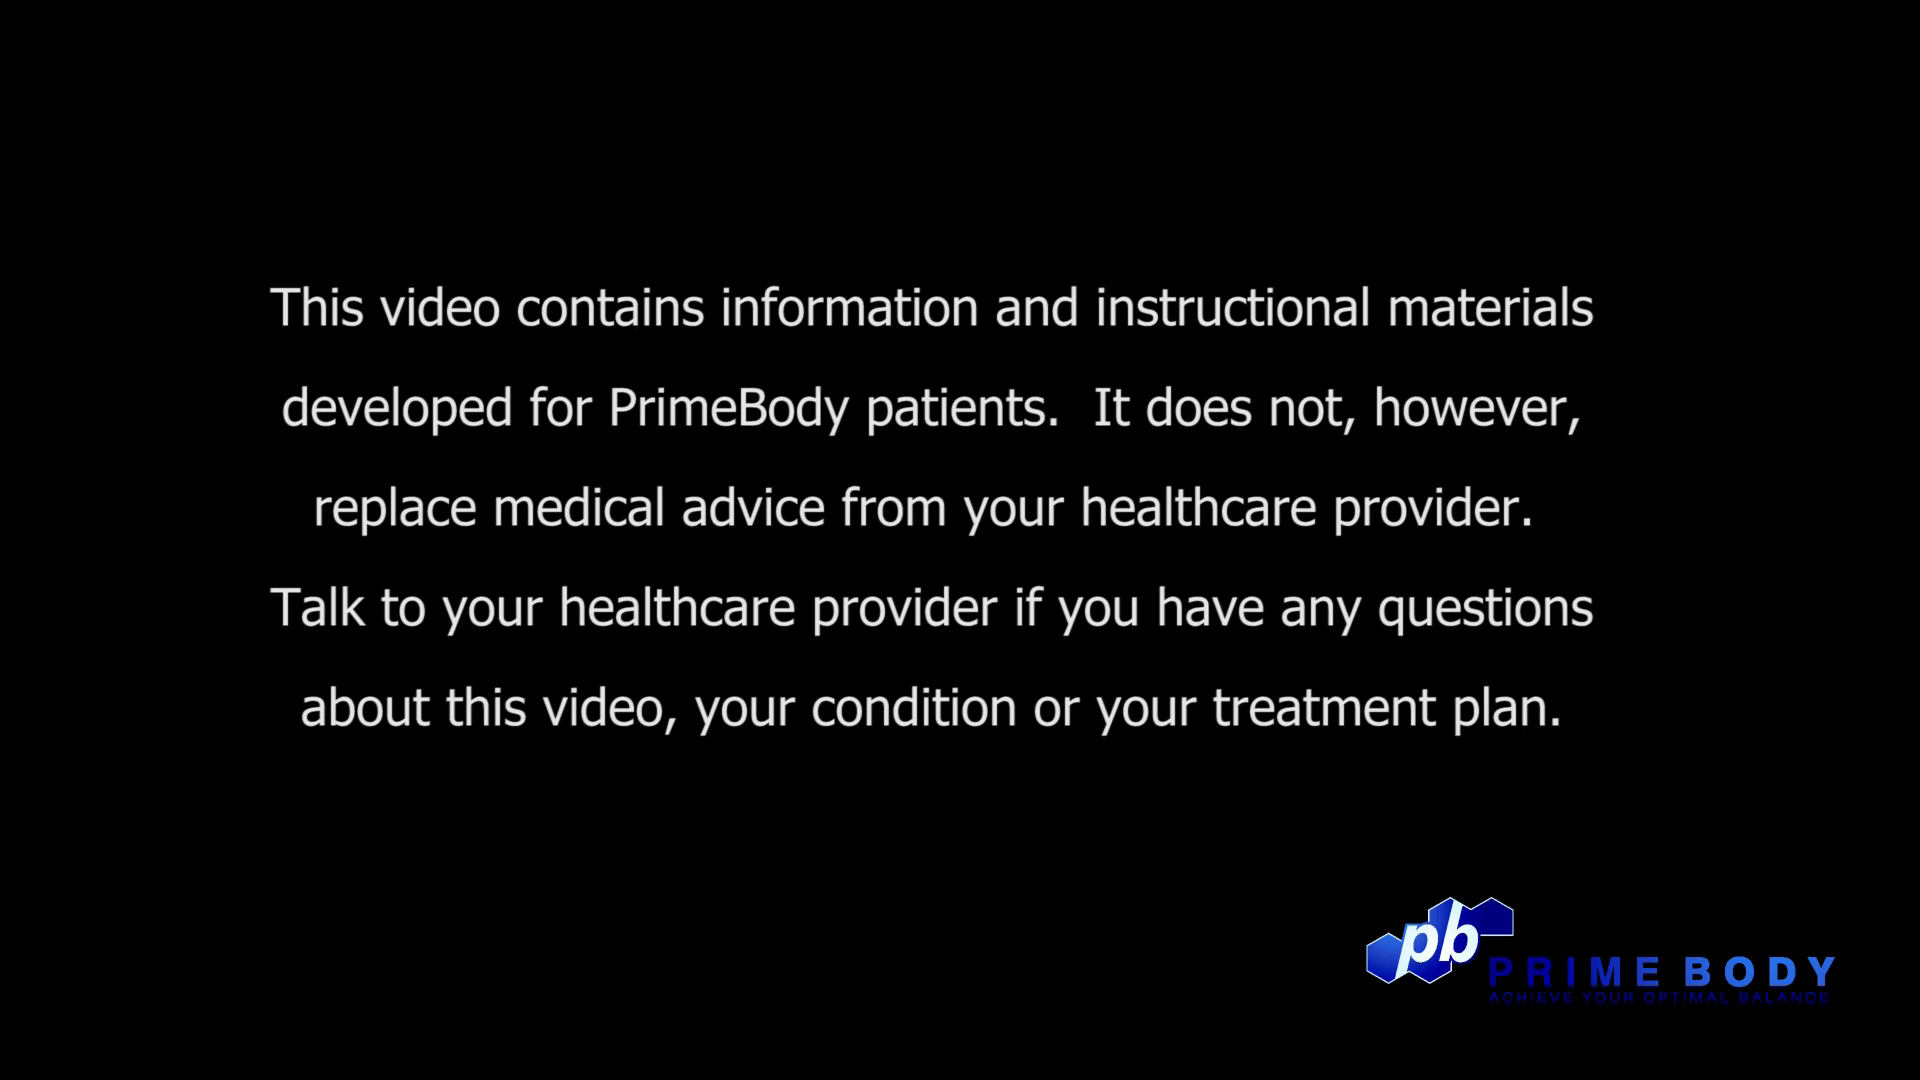 This video contains information and instructional materials
developed for PrimeBody patients.  It does not, however,
replace medical advice from your healthcare provider.
Talk to your healthcare provider if you have any questions
about this video, your condition or your treatment plan.
pb
PRIME BODY
ACHIEVE YOUR OPTIMAL BALANCE